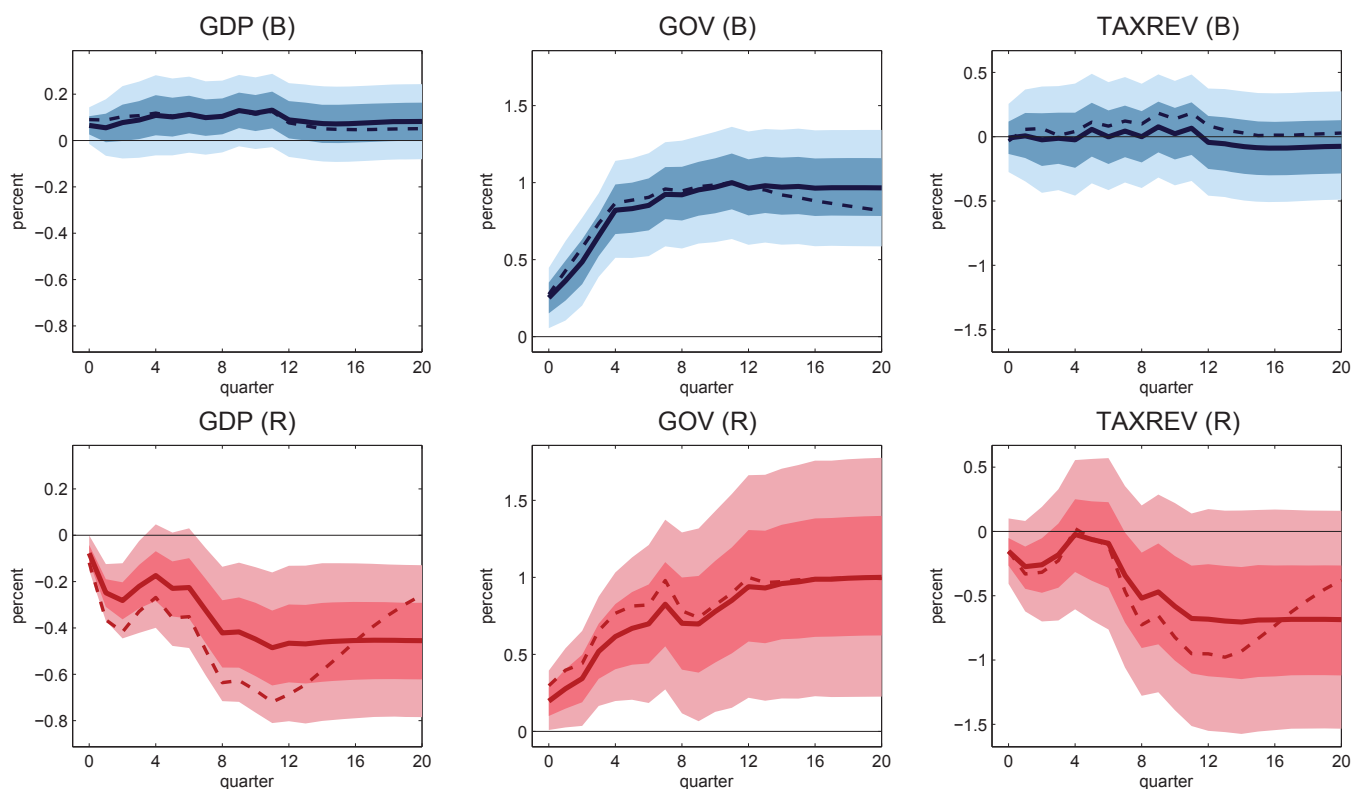 GDP (B)
GOV (B)
TAXREV (B)
percent
0.2
0
−0.2
−0.4
−0.6
−0.8
0 4 8 12 16 20
quarter
percent
1.5
1
0.5
0
0 4 8 12 16 20
quarter
percent
0.5
0
−0.5
−1
−1.5
0 4 8 12 16 20
quarter
GDP (R)
GOV (R)
TAXREV (R)
percent
0.2
0
−0.2
−0.4
−0.6
−0.8
0 4 8 12 16 20
quarter
percent
1.5
1
0.5
0
0 4 8 12 16 20
quarter
percent
0.5
0
−0.5
−1
−1.5
0 4 8 12 16 20
quarter